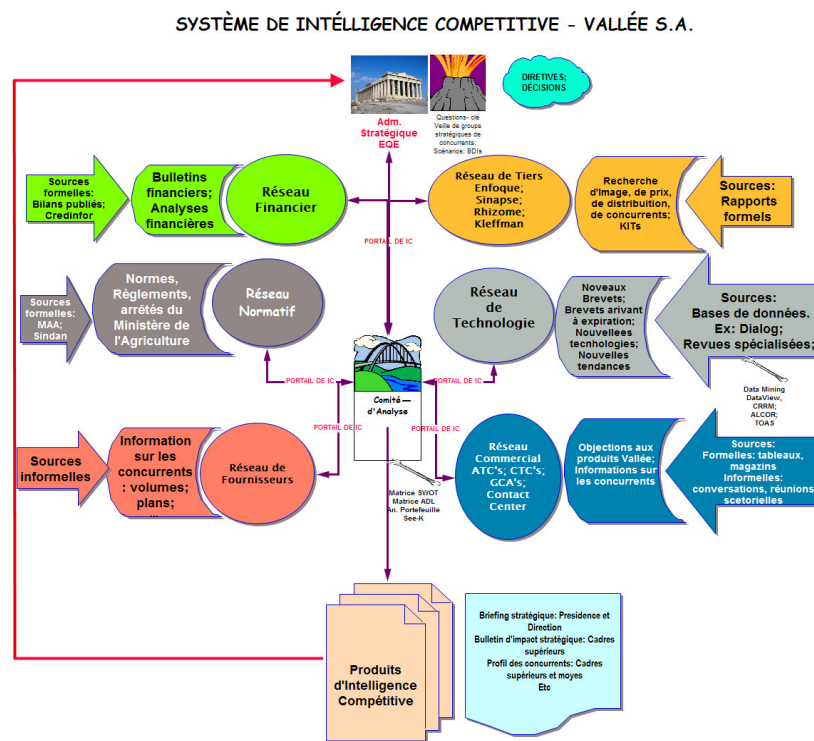 SYSTÈME DE INTÉLLIGENCE COMPETITIVE - VALLÉE S.A.
DIRETIVES;
DÉCISIONS
Adm.
Stratégique
EQE
Questions- clé
Veille de groups
stratégiques de
concurrents;
Scénarios; BDIs
Sources
formelles:
Bilans publiés;
Credinfor
Bulletins
financiers;
Analyses
financières
Réseau
Financier
Réseau de Tiers
Enfoque;
Sinapse;
Rhizome;
Kleffman
Recherche
d'Image, de prix,
de distribution,
de concurrents;
KITs
Sources:
Rapports
formels
PORTAIL DE IC
Sources
formelles:
MAA;
Sindan
Normes,
Règlements,
arrêtés du
Ministère de
l'Agriculture
Réseau
Normatif
Réseau
de
Technologie
Noveaux
Brevets;
Brevets arivant
à expiration;
Nouvellees
tecnhologies;
Nouvelles
tendances
Sources:
Bases de données.
Ex: Dialog;
Revues spécialisées;
PORTAIL DE IC
PORTAIL DE IC
Data Mining
DataView,
CRRM;
ALCOR;
TOAS
Comité
d'Analyse
PORTAIL DE IC
PORTAIL DE IC
Sources
informelles
Information
sur les
concurrents
: volumes;
plans;
...
Réseau de
Fournisseurs
Matrice SWOT
Matrice ADL
An. Portefeuille
See-K
Réseau
Commercial
ATC's; CTC's;
GCA's;
Contact
Center
Objections aux
produits Vallée;
Informations sur
les concurrents
Sources:
Formelles: tableaux,
magazins
Informelles:
conversations, réunions
scetorielles
Produits
d'Intelligence
Compétitive
Briefing stratégique: Presidence et
Direction
Bulletin d'impact stratégique: Cadres
supérieurs
Profil des concurrents: Cadres
supérieurs et moyes
Etc